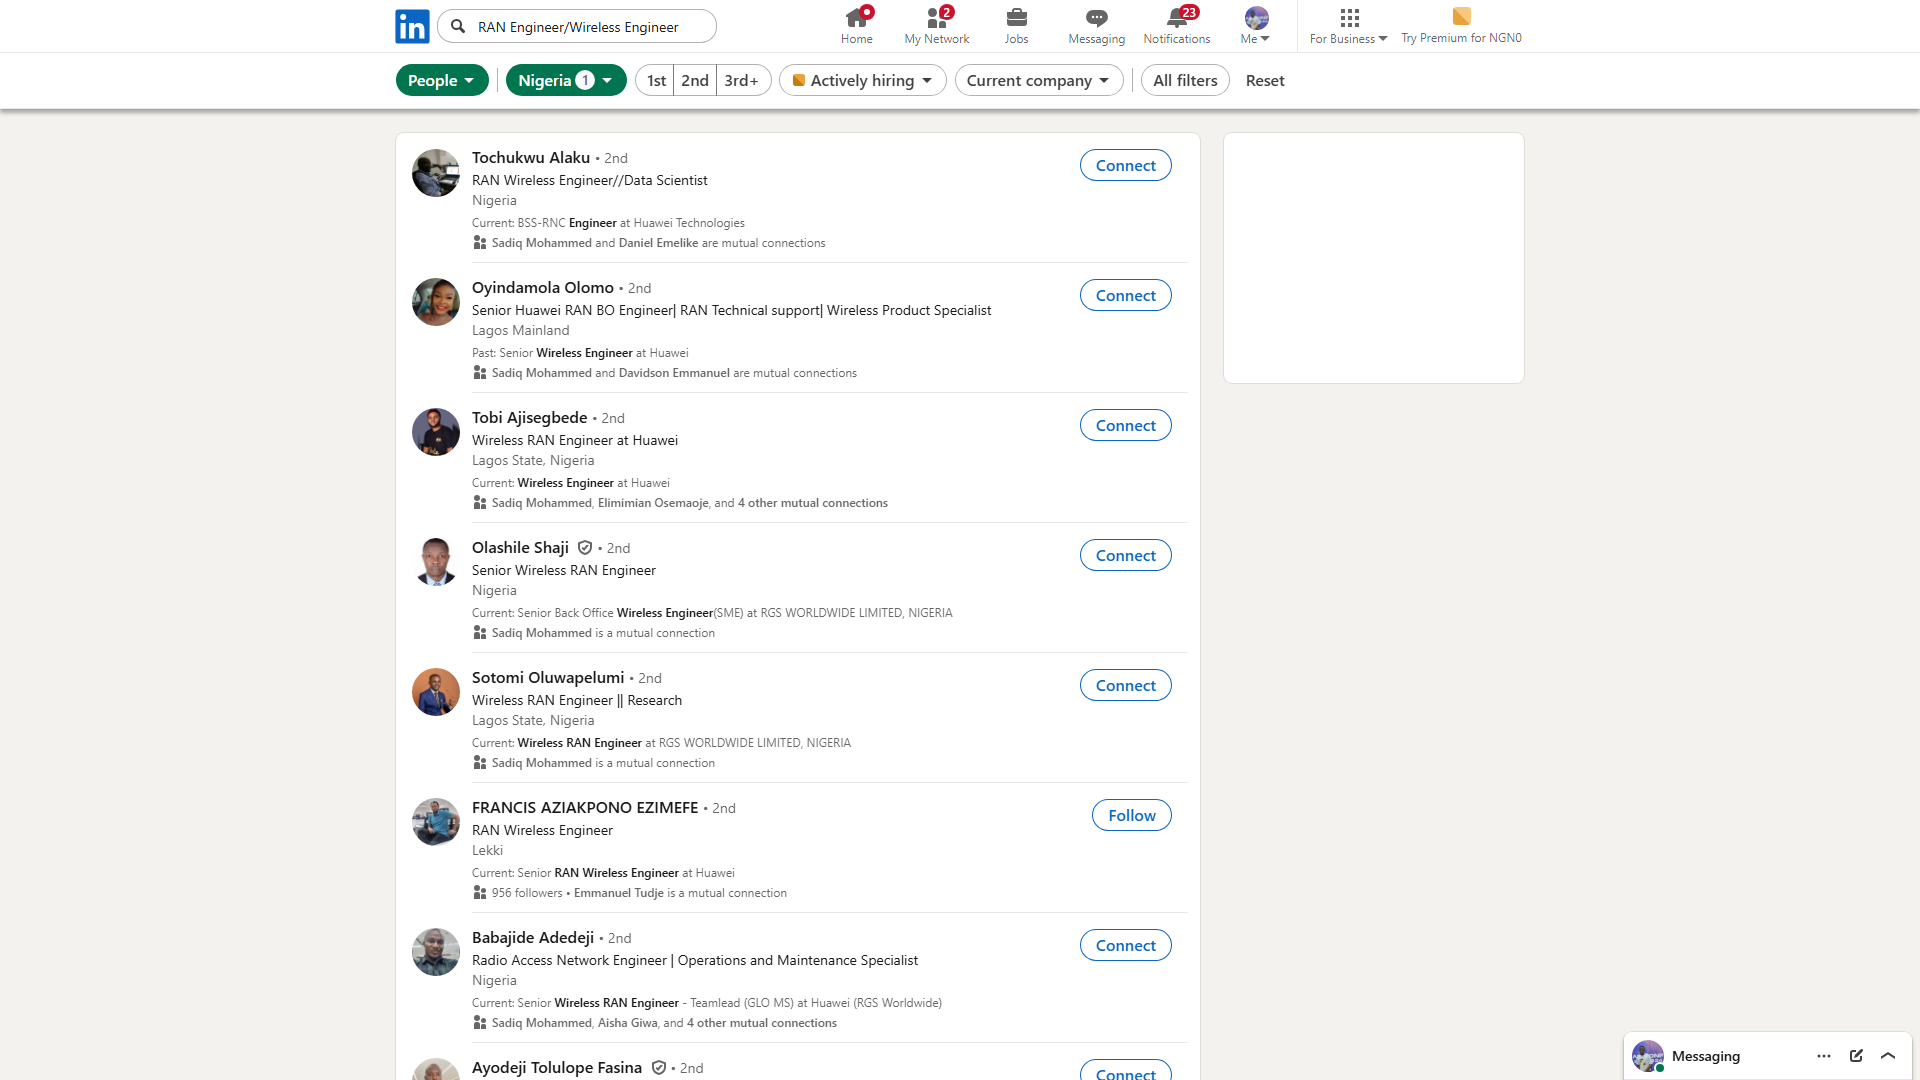 in
RAN Engineer/Wireless Engineer
Home
2
My Network
Jobs
Messaging
23
Notifications
Me
For Business
Try Premium for NGN0
People
Nigeria 1
1st 2nd 3rd+
Actively hiring
Current company
All filters
Reset
Tochukwu Alaku • 2nd
RAN Wireless Engineer//Data Scientist
Nigeria
Current: BSS-RNC Engineer at Huawei Technologies
Sadiq Mohammed and Daniel Emelike are mutual connections
Connect
Oyindamola Olomo • 2nd
Senior Huawei RAN BO Engineer| RAN Technical support| Wireless Product Specialist
Lagos Mainland
Past: Senior Wireless Engineer at Huawei
Sadiq Mohammed and Davidson Emmanuel are mutual connections
Connect
Tobi Ajisegbede • 2nd
Wireless RAN Engineer at Huawei
Lagos State, Nigeria
Current: Wireless Engineer at Huawei
Sadiq Mohammed, Elimimian Osemaoje, and 4 other mutual connections
Connect
Olashile Shaji • 2nd
Senior Wireless RAN Engineer
Nigeria
Current: Senior Back Office Wireless Engineer(SME) at RGS WORLDWIDE LIMITED, NIGERIA
Sadiq Mohammed is a mutual connection
Connect
Sotomi Oluwapelumi • 2nd
Wireless RAN Engineer || Research
Lagos State, Nigeria
Current: Wireless RAN Engineer at RGS WORLDWIDE LIMITED, NIGERIA
Sadiq Mohammed is a mutual connection
Connect
FRANCIS AZIAKPONO EZIMEFE • 2nd
RAN Wireless Engineer
Lekki
Current: Senior RAN Wireless Engineer at Huawei
956 followers • Emmanuel Tudje is a mutual connection
Follow
Babajide Adedeji • 2nd
Radio Access Network Engineer | Operations and Maintenance Specialist
Nigeria
Current: Senior Wireless RAN Engineer - Teamlead (GLO MS) at Huawei (RGS Worldwide)
Sadiq Mohammed, Aisha Giwa, and 4 other mutual connections
Connect
Ayodeji Tolulope Fasina • 2nd
Connect
Messaging